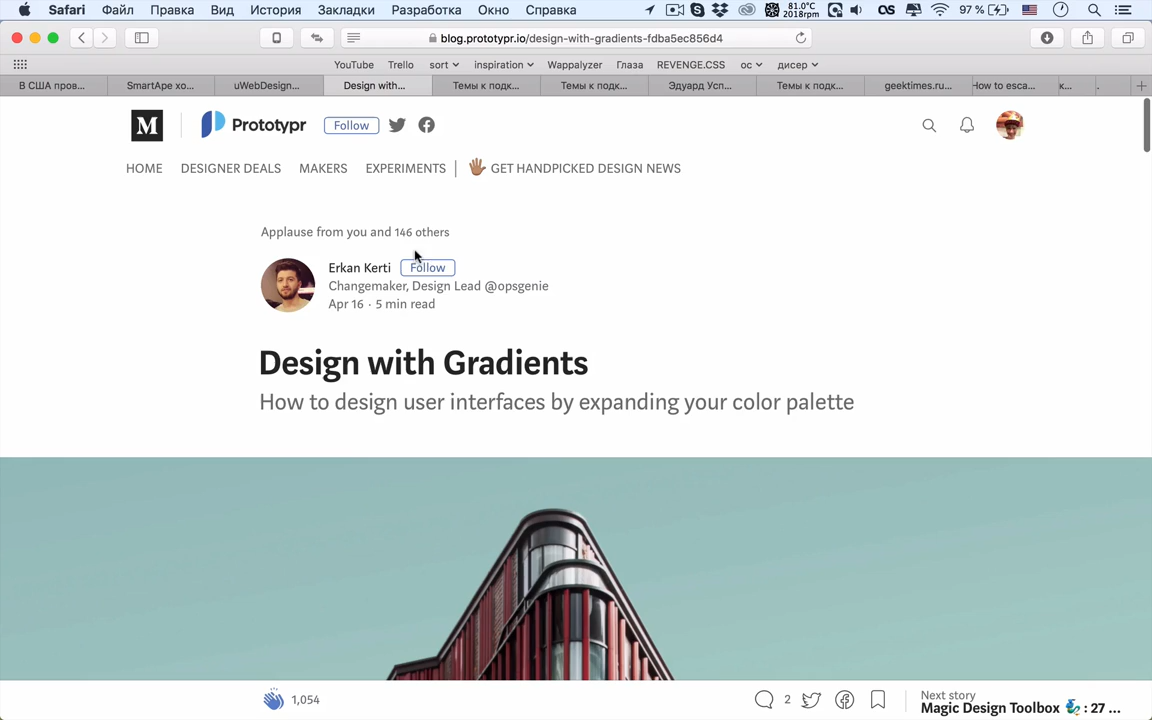 Safari Файл Правка Вид История Закладки Разработка Окно Справка 81.0°C 2018rpm 97 %
blog.prototypr.io/design-with-gradients-fdba5ec856d4
YouTube Trello sort inspiration Wappalyzer Глаза REVENGE.CSS ос дисер
В США пров... SmartApe хо... uWebDesign... Design with... Темы к подк... Темы к подк... Эдуард Усп... Темы к подк... geektimes.ru... How to esca... к... .
M Prototypr Follow
HOME DESIGNER DEALS MAKERS EXPERIMENTS GET HANDPICKED DESIGN NEWS
Applause from you and 146 others
Erkan Kerti Follow
Changemaker, Design Lead @opsgenie
Apr 16 · 5 min read
Design with Gradients
How to design user interfaces by expanding your color palette
1,054 2
Next story
Magic Design Toolbox 🐉 : 27 ...